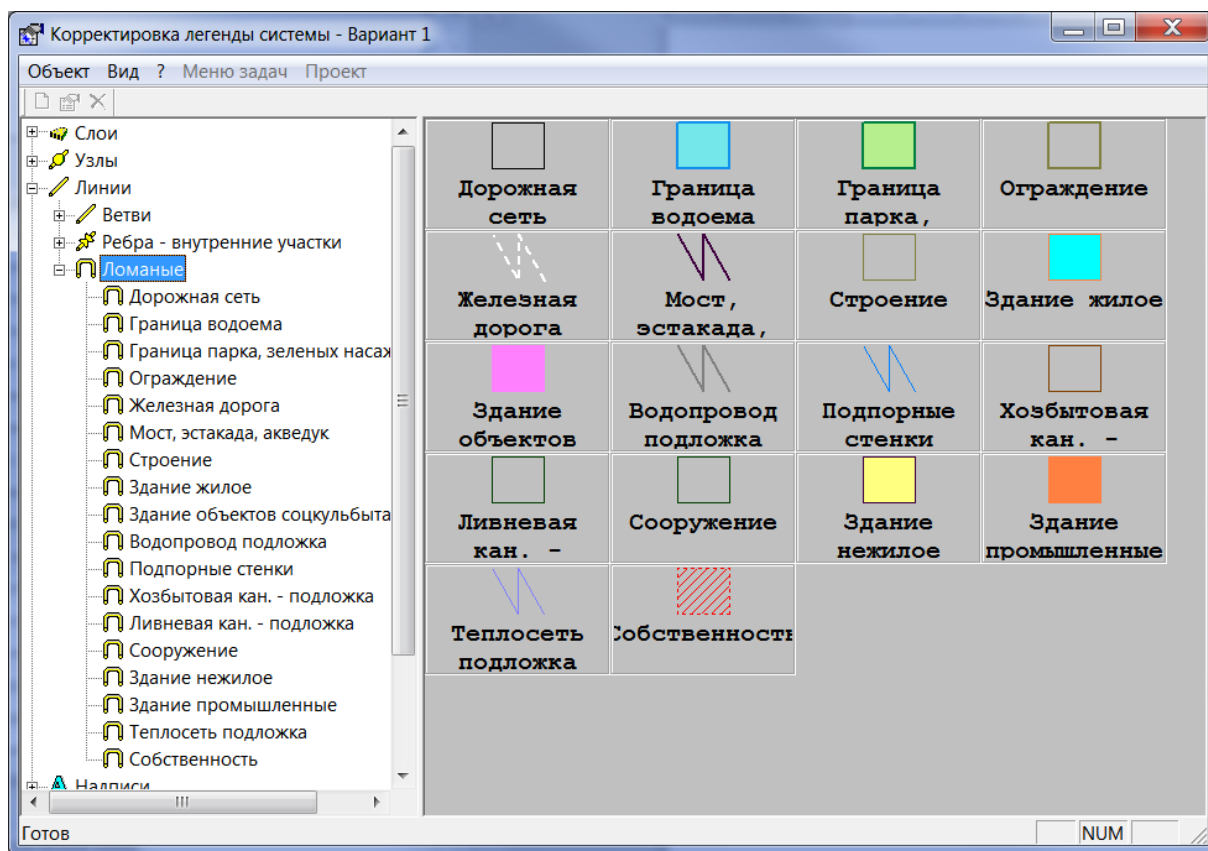 Корректировка легенды системы - Вариант 1
Объект Вид ? Меню задач Проект
Слои
Узлы
Линии
Ветви
Ребра - внутренние участки
Ломаные
Дорожная сеть
Граница водоема
Граница парка, зеленых насаж
Ограждение
Железная дорога
Мост, эстакада, акведук
Строение
Здание жилое
Здание объектов соцкульбыта
Водопровод подложка
Подпорные стенки
Хозбытовая кан. - подложка
Ливневая кан. - подложка
Сооружение
Здание нежилое
Здание промышленные
Теплосеть подложка
Собственность
Надписи
Дорожная
сеть
Граница
водоема
Граница
парка,
Ограждение
Железная
дорога
Мост,
эстакада,
Строение
Здание жилое
Здание
объектов
Водопровод
подложка
Подпорные
стенки
Хозбытовая
кан. -
Ливневая
кан. -
Сооружение
Здание
нежилое
Здание
промышленные
Теплосеть
подложка
Собственность
Готов
NUM